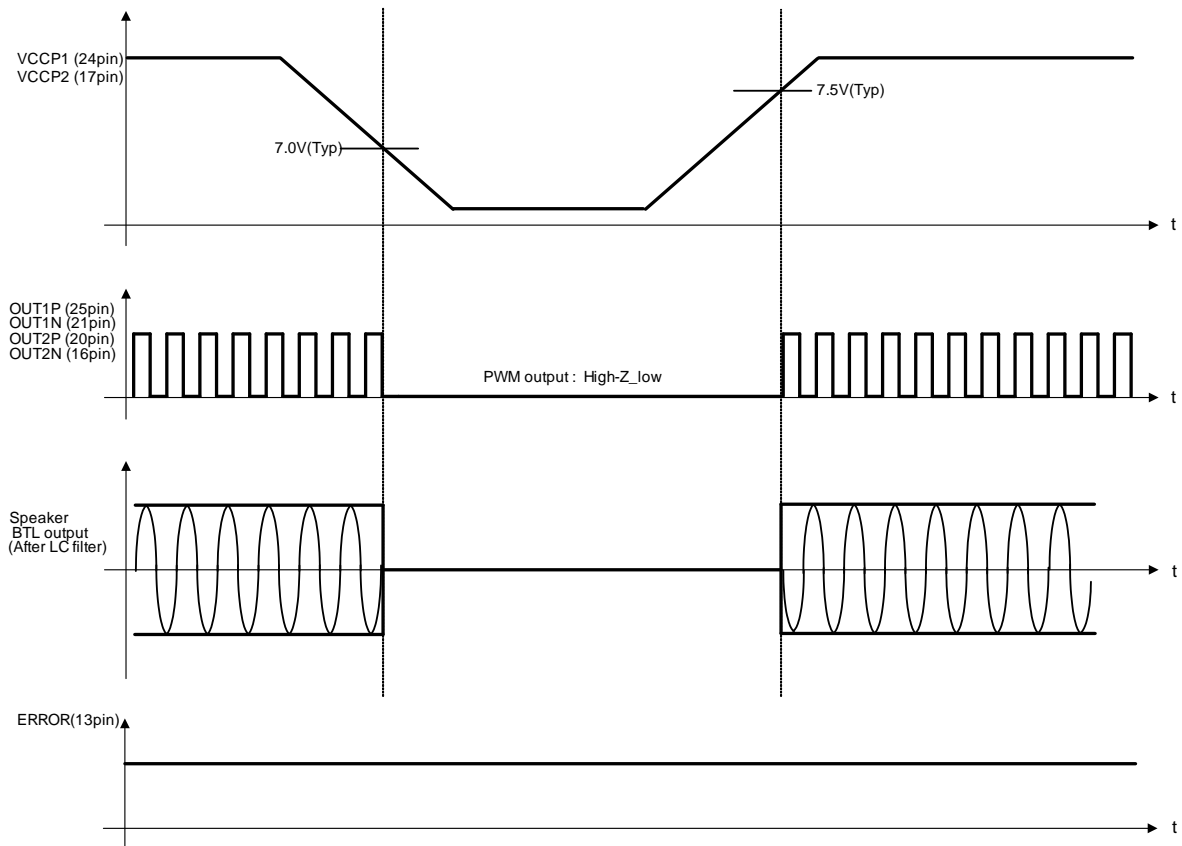 VCCP1 (24pin)
VCCP2 (17pin)
7.5V(Typ)
7.0V(Typ)
t
OUT1P (25pin)
OUT1N (21pin)
OUT2P (20pin)
OUT2N (16pin)
PWM output : High-Z_low
t
Speaker
BTL output
(After LC filter)
t
ERROR(13pin)
t